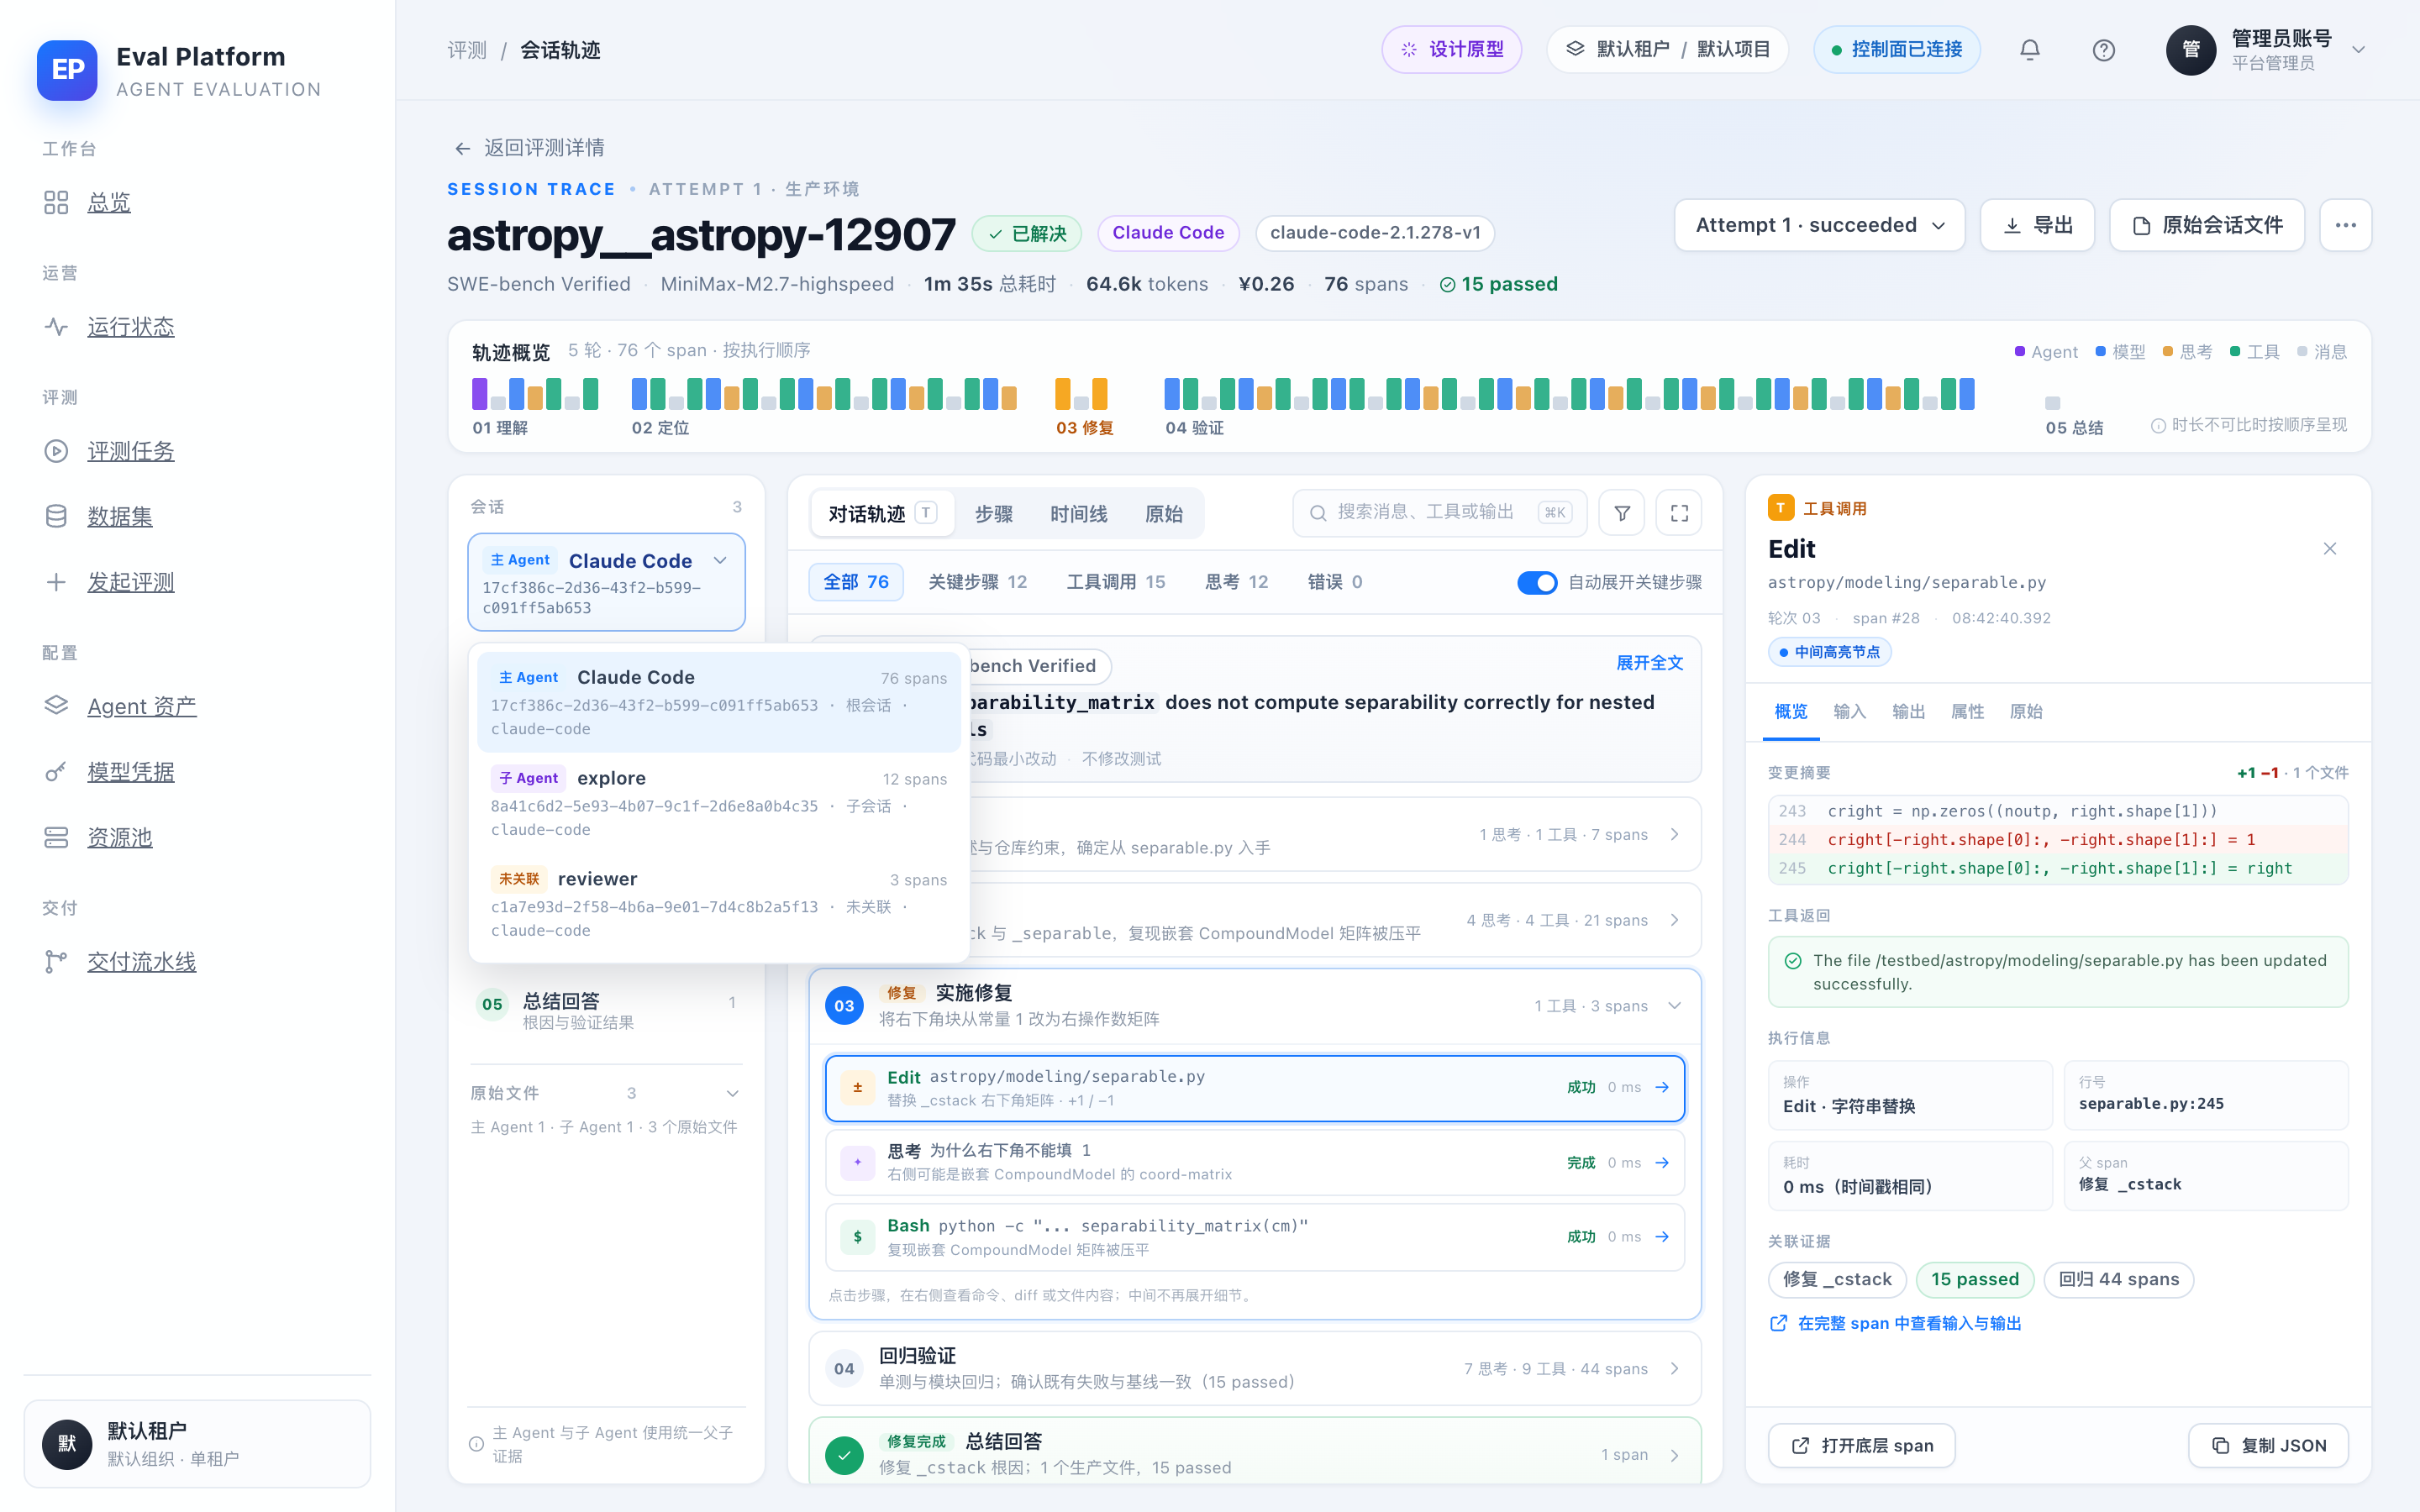 EP
Eval Platform
AGENT EVALUATION
工作台
总览
运营
运行状态
评测
评测任务
数据集
发起评测
配置
Agent 资产
模型凭据
资源池
交付
交付流水线
默
默认租户
默认组织 · 单租户
评测 / 会话轨迹
设计原型
默认租户 / 默认项目
控制面已连接
管
管理员账号
平台管理员
返回评测详情
SESSION TRACE • ATTEMPT 1 · 生产环境
astropy__astropy-12907
已解决
Claude Code
claude-code-2.1.278-v1
Attempt 1 · succeeded
导出
原始会话文件
SWE-bench Verified · MiniMax-M2.7-highspeed · 1m 35s 总耗时 · 64.6k tokens · ¥0.26 · 76 spans · 15 passed
轨迹概览 5 轮 · 76 个 span · 按执行顺序
Agent 模型 思考 工具 消息
01 理解
02 定位
03 修复
04 验证
05 总结
时长不可比时按顺序呈现
会话 3
主 Agent Claude Code
17cf386c-2d36-43f2-b599-
c091ff5ab653
主 Agent Claude Code 76 spans
17cf386c-2d36-43f2-b599-c091ff5ab653 · 根会话 ·
claude-code
子 Agent explore 12 spans
8a41c6d2-5e93-4b07-9c1f-2d6e8a0b4c35 · 子会话 ·
claude-code
未关联 reviewer 3 spans
c1a7e93d-2f58-4b6a-9e01-7d4c8b2a5f13 · 未关联 ·
claude-code
05 总结回答 1
根因与验证结果
原始文件 3
主 Agent 1 · 子 Agent 1 · 3 个原始文件
主 Agent 与子 Agent 使用统一父子
证据
对话轨迹 T
步骤
时间线
原始
搜索消息、工具或输出 ⌘K
全部 76
关键步骤 12
工具调用 15
思考 12
错误 0
自动展开关键步骤
bench Verified
展开全文
parability_matrix does not compute separability correctly for nested
ls
代码最小改动 · 不修改测试
述与仓库约束，确定从 separable.py 入手
1 思考 · 1 工具 · 7 spans
ck 与 _separable，复现嵌套 CompoundModel 矩阵被压平
4 思考 · 4 工具 · 21 spans
03 修复 实施修复
将右下角块从常量 1 改为右操作数矩阵
1 工具 · 3 spans
± Edit astropy/modeling/separable.py
替换 _cstack 右下角矩阵 · +1 / −1
成功 0 ms
思考 为什么右下角不能填 1
右侧可能是嵌套 CompoundModel 的 coord-matrix
完成 0 ms
$ Bash python -c "... separability_matrix(cm)"
复现嵌套 CompoundModel 矩阵被压平
成功 0 ms
点击步骤，在右侧查看命令、diff 或文件内容；中间不再展开细节。
04 回归验证
单测与模块回归；确认既有失败与基线一致（15 passed）
7 思考 · 9 工具 · 44 spans
修复完成 总结回答
修复 _cstack 根因；1 个生产文件，15 passed
1 span
T 工具调用
Edit
astropy/modeling/separable.py
轮次 03 · span #28 · 08:42:40.392
中间高亮节点
概览 输入 输出 属性 原始
变更摘要 +1 −1 · 1 个文件
243 cright = np.zeros((noutp, right.shape[1]))
244 cright[-right.shape[0]:, -right.shape[1]:] = 1
245 cright[-right.shape[0]:, -right.shape[1]:] = right
工具返回
The file /testbed/astropy/modeling/separable.py has been updated
successfully.
执行信息
操作
Edit · 字符串替换
行号
separable.py:245
耗时
0 ms（时间戳相同）
父 span
修复 _cstack
关联证据
修复 _cstack
15 passed
回归 44 spans
在完整 span 中查看输入与输出
打开底层 span
复制 JSON